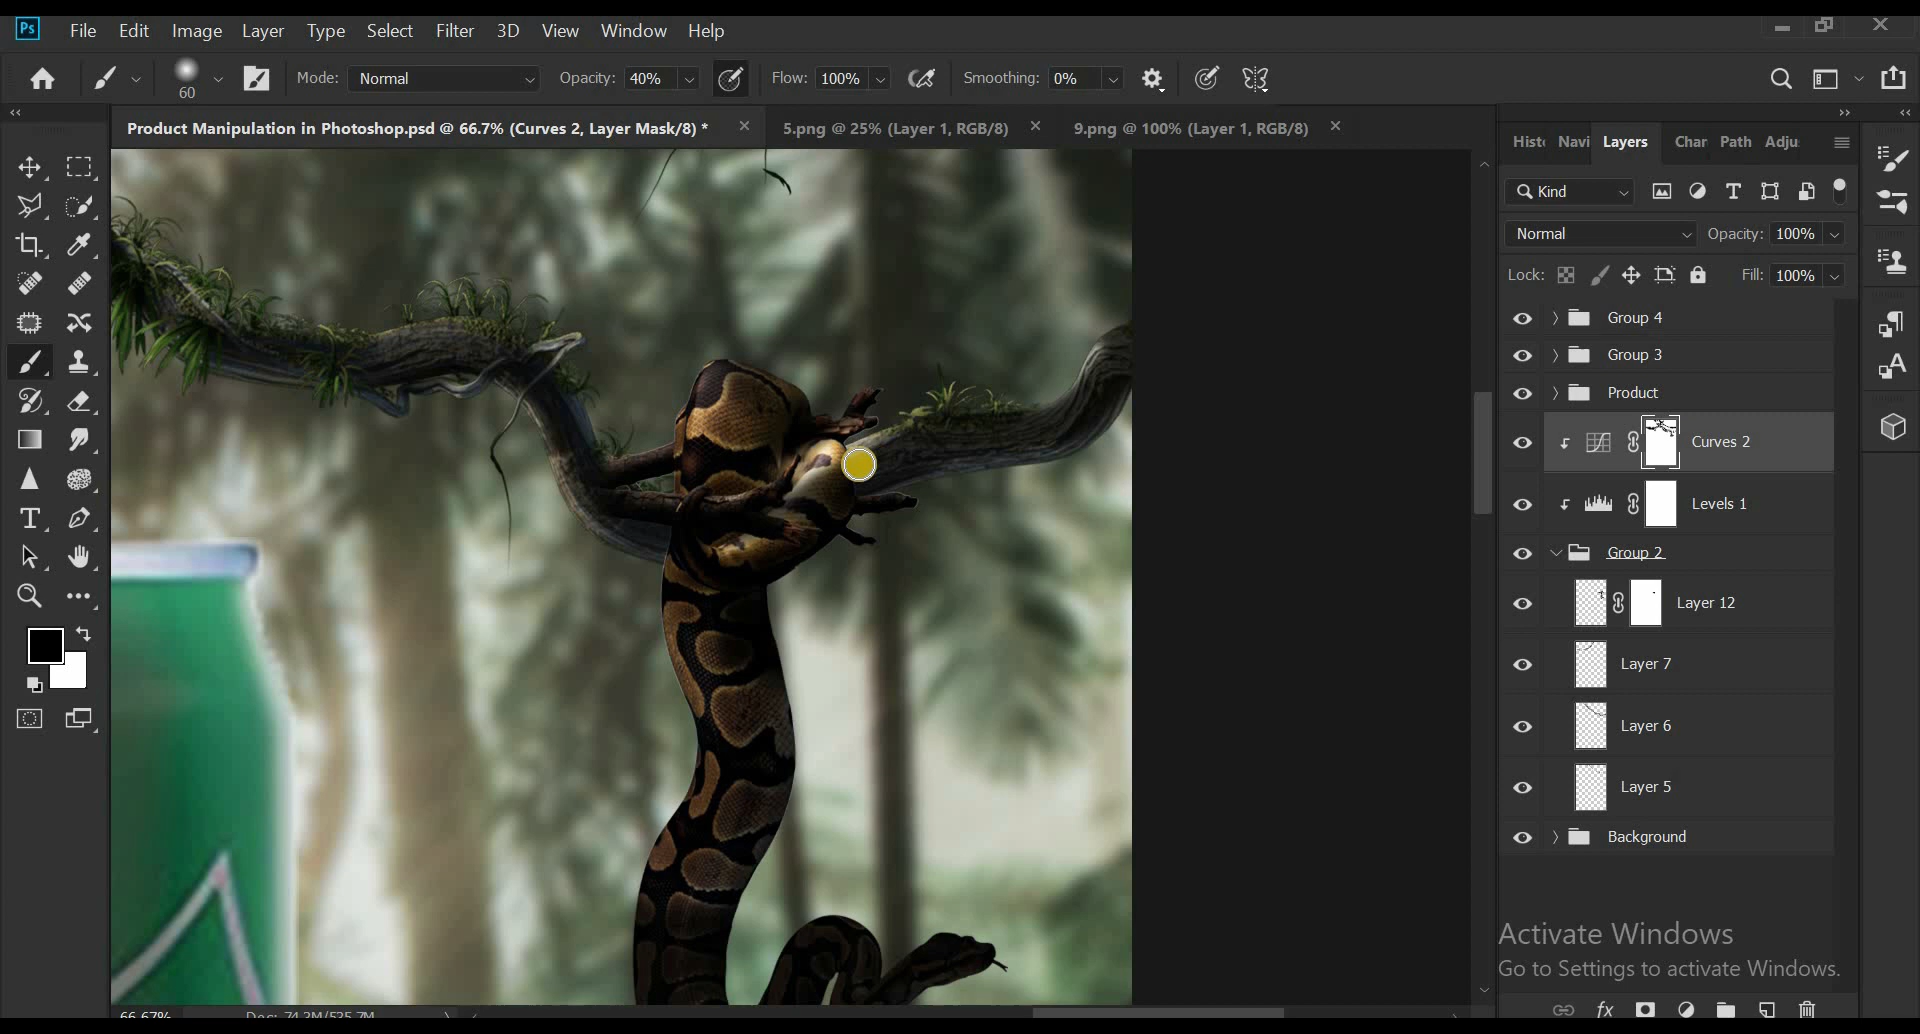 Ps File Edit Image Layer Type Select Filter 3D View Window Help
60 Mode: Normal Opacity: 40% Flow: 100% Smoothing: 0%
Product Manipulation in Photoshop.psd @ 66.7% (Curves 2, Layer Mask/8) * 5.png @ 25% (Layer 1, RGB/8) 9.png @ 100% (Layer 1, RGB/8)
Navi Layers Char Path Adju
Kind
Normal Opacity: 100%
Lock: Fill: 100%
Group 4
Group 3
Product
Curves 2
Levels 1
Group 2
Layer 12
Layer 7
Layer 6
Layer 5
Background
Activate Windows
Go to Settings to activate Windows.
fx